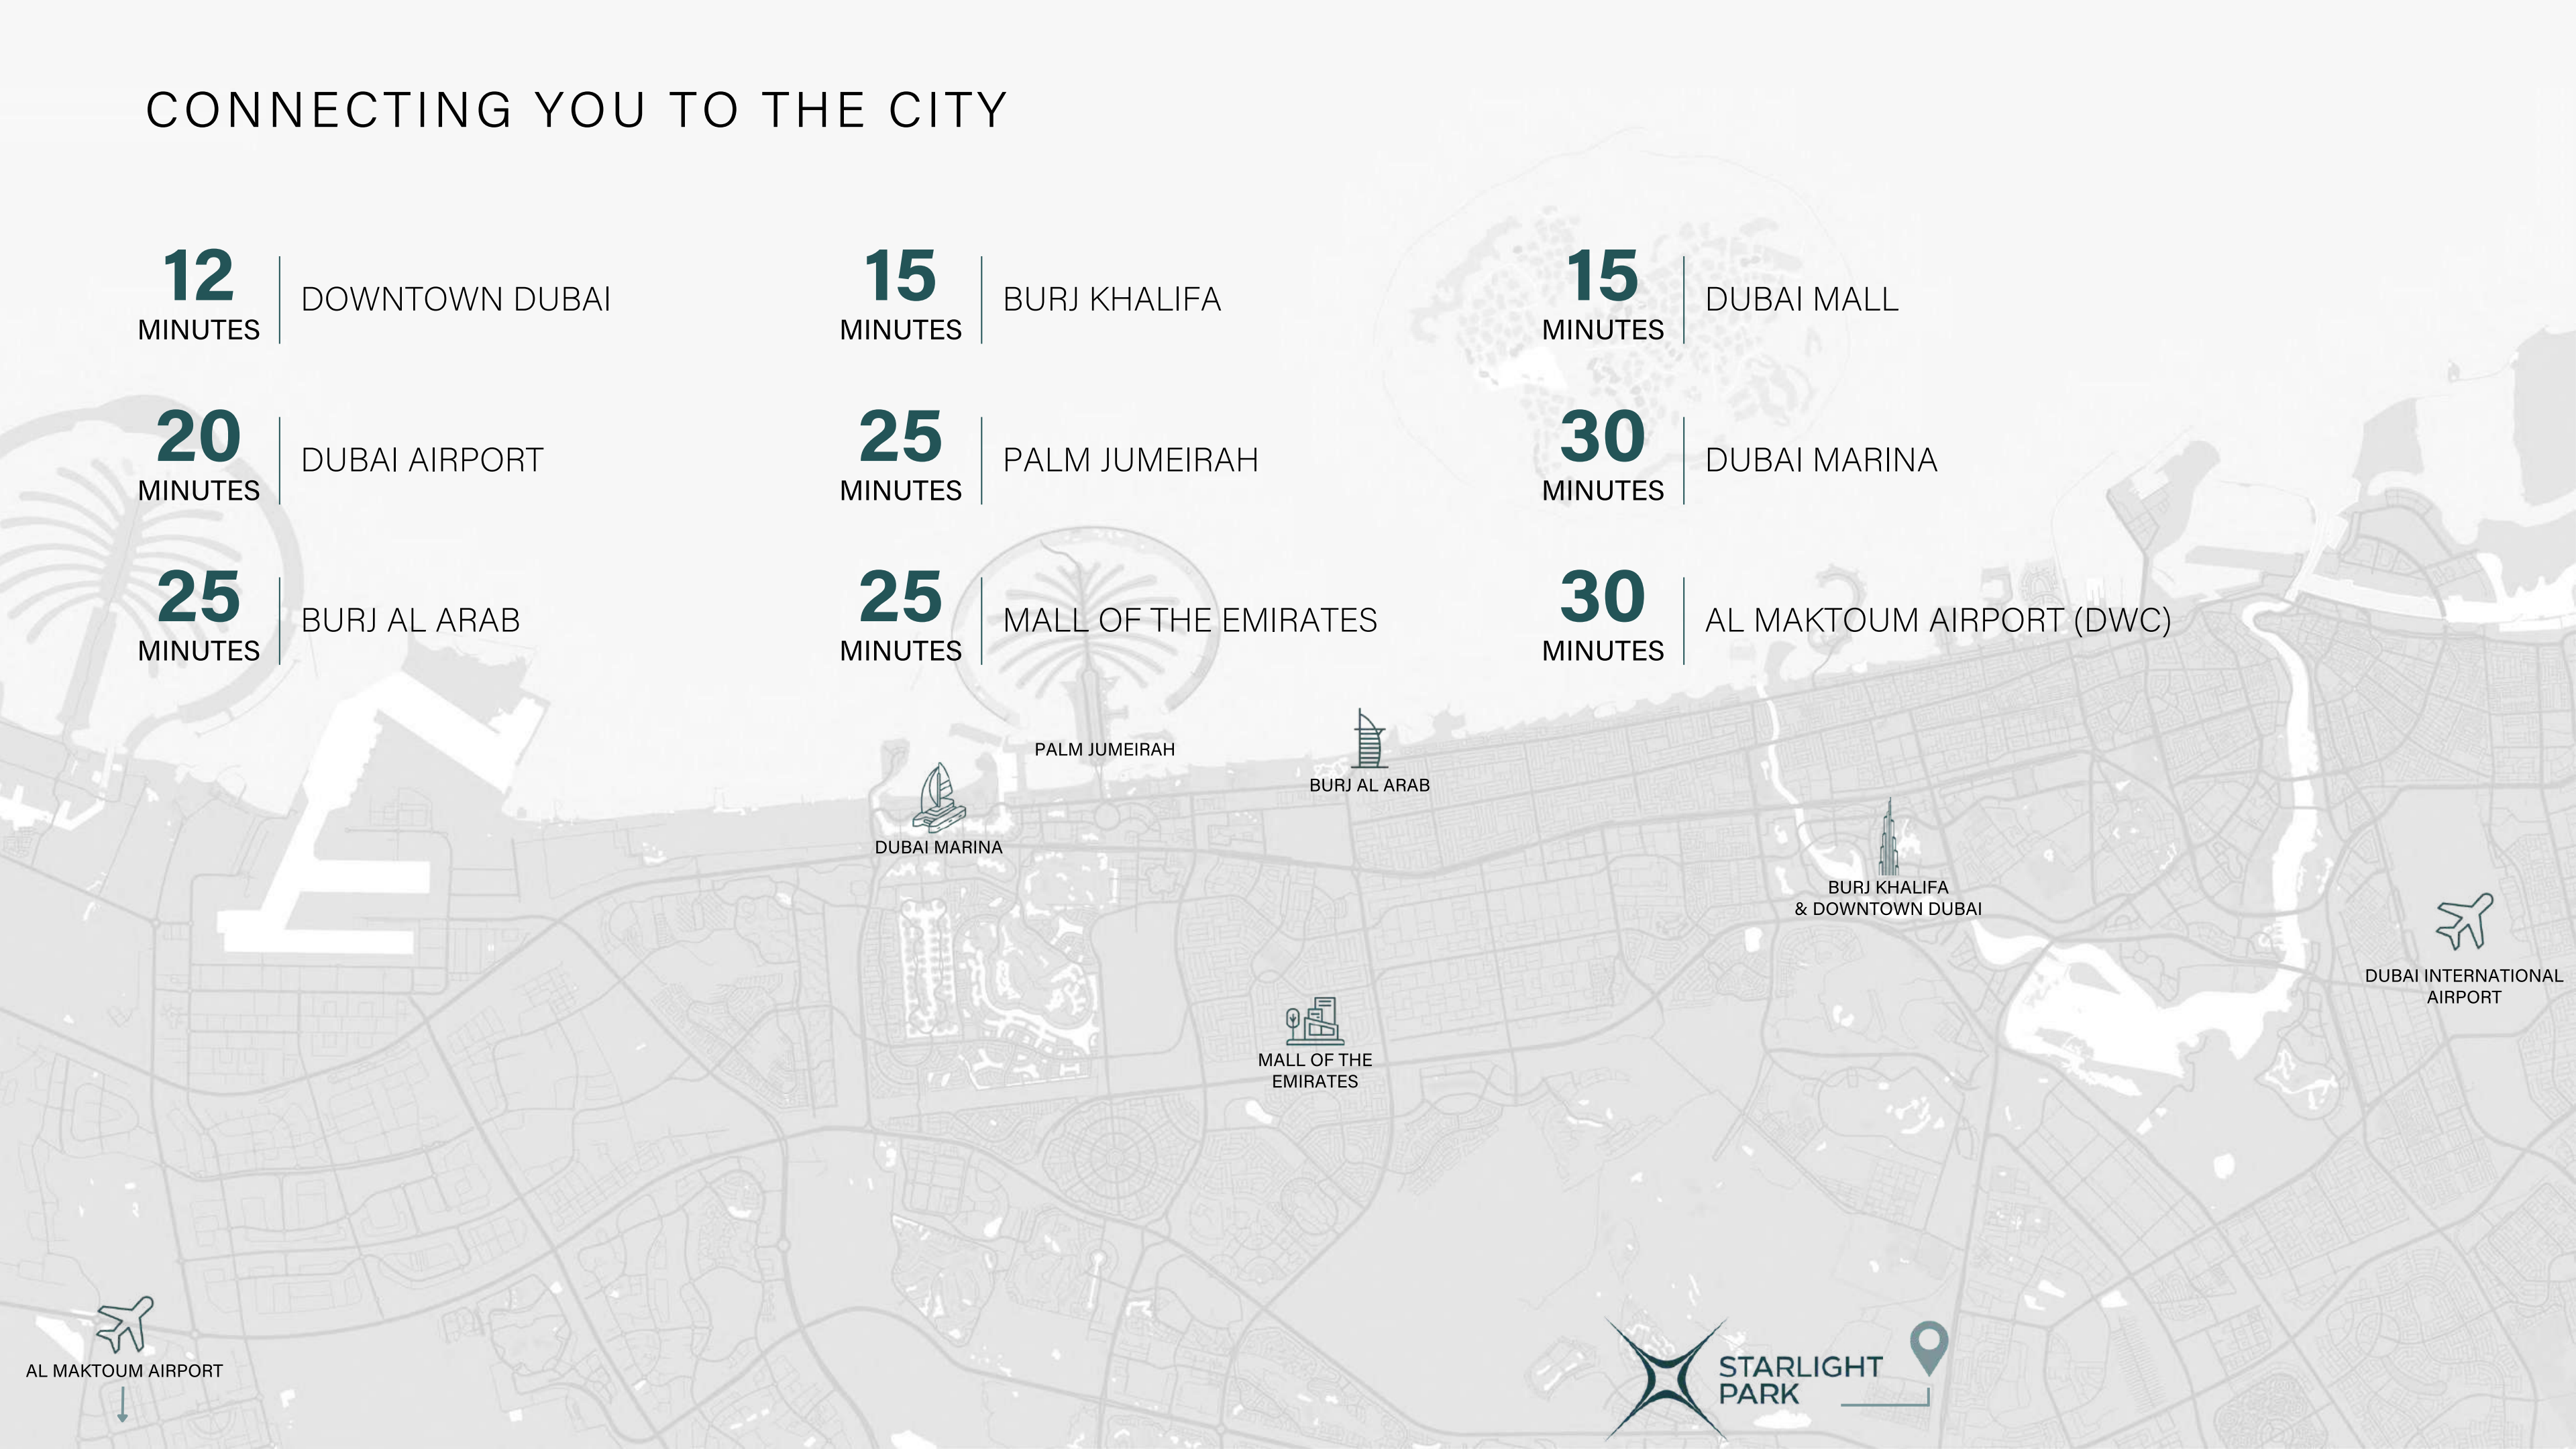 CONNECTING YOU TO THE CITY
12
MINUTES
DOWNTOWN DUBAI
15
MINUTES
BURJ KHALIFA
15
MINUTES
DUBAI MALL
20
MINUTES
DUBAI AIRPORT
25
MINUTES
PALM JUMEIRAH
30
MINUTES
DUBAI MARINA
25
MINUTES
BURJ AL ARAB
25
MINUTES
MALL OF THE EMIRATES
30
MINUTES
AL MAKTOUM AIRPORT (DWC)
PALM JUMEIRAH
BURJ AL ARAB
DUBAI MARINA
BURJ KHALIFA
& DOWNTOWN DUBAI
DUBAI INTERNATIONAL
AIRPORT
MALL OF THE
EMIRATES
AL MAKTOUM AIRPORT
STARLIGHT
PARK